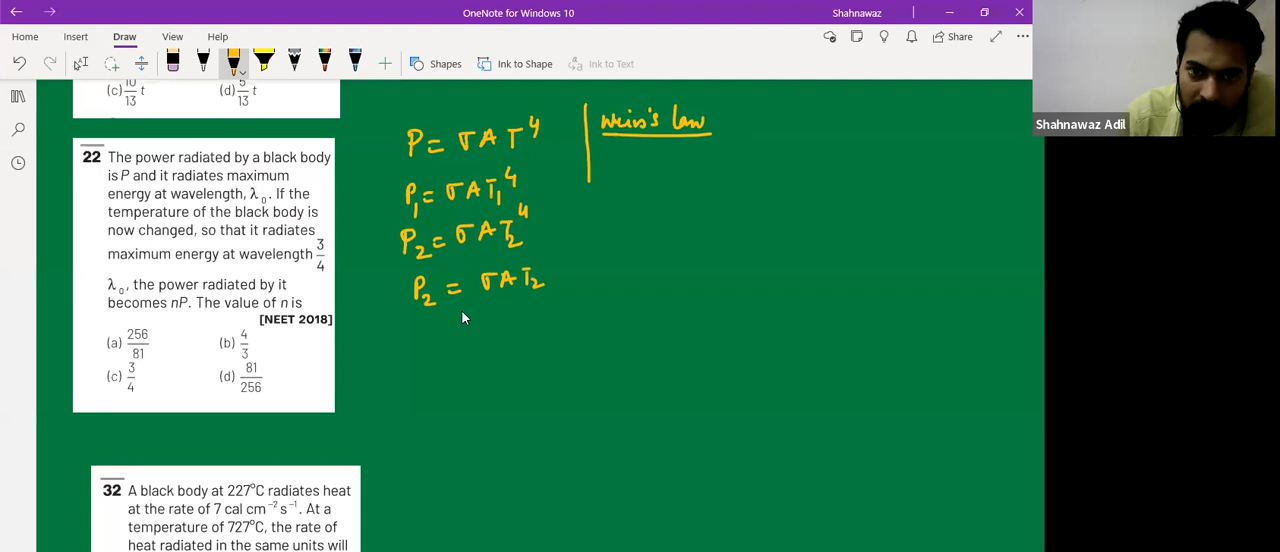 OneNote for Windows 10
Shahnawaz
Home Insert Draw View Help
Share
Shapes
Ink to Shape
Ink to Text
(c) 10/13 t (d) 5/13 t
22 The power radiated by a black body
is P and it radiates maximum
energy at wavelength, λ₀. If the
temperature of the black body is
now changed, so that it radiates
maximum energy at wavelength 3/4
λ₀, the power radiated by it
becomes nP. The value of n is
[NEET 2018]
(a) 256/81 (b) 4/3
(c) 3/4 (d) 81/256
32 A black body at 227°C radiates heat
at the rate of 7 cal cm⁻² s⁻¹. At a
temperature of 727°C, the rate of
heat radiated in the same units will
P = σ A T⁴
P₁ = σ A T₁⁴
P₂ = σ A T₂⁴
P₂ = σ A T₂
Wein's law
Shahnawaz Adil